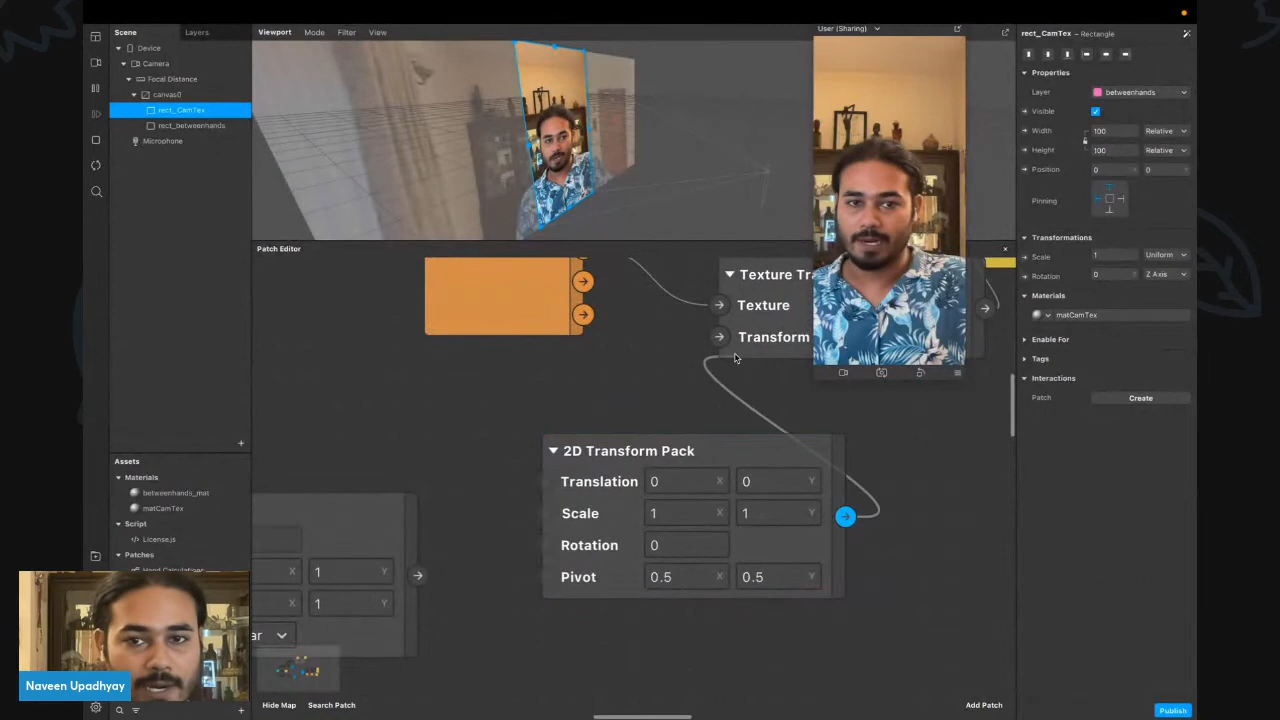 Scene
Layers
Viewport
Mode
Filter
View
User (Sharing)
rect_CamTex – Rectangle
Device
Camera
Focal Distance
canvas0
rect_CamTex
rect_betweenhands
Microphone
Properties
Layer
betweenhands
Visible
Width
100
Relative
Height
100
Relative
Position
0
0
Pinning
Transformations
Scale
1
Uniform
Rotation
0
Z Axis
Materials
matCamTex
Enable For
Tags
Interactions
Patch
Create
Patch Editor
Texture
Transform
2D Transform Pack
Translation
0
X
0
Y
Scale
1
X
1
Y
Rotation
0
Pivot
0.5
X
0.5
Y
X
1
Y
X
1
Y
Assets
Materials
betweenhands_mat
matCamTex
Script
License.js
Patches
Naveen Upadhyay
Hide Map
Search Patch
Add Patch
Publish